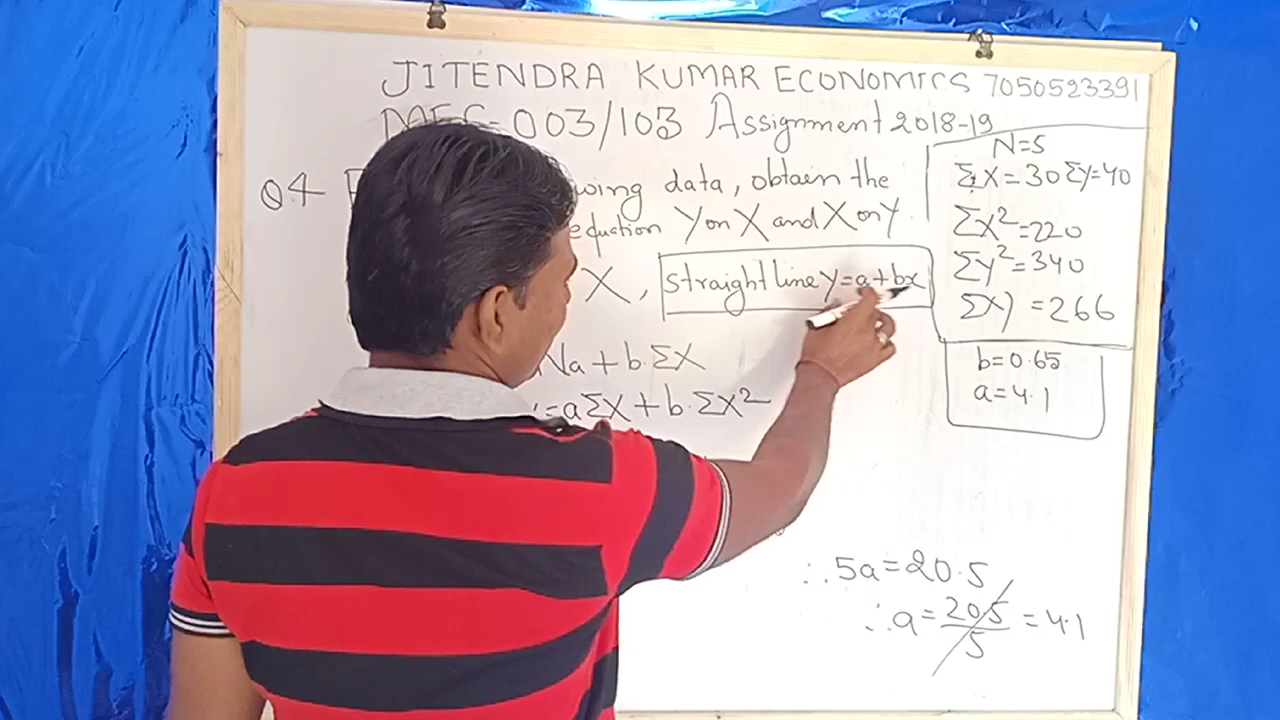 JITENDRA KUMAR ECONOMICS 7050523391
003/103 Assignment 2018-19
Q.4 wing data, obtain the
equation Y on X and X on Y.
X, straight line Y=a+bx
Na + b.ΣX
=aΣX + b.ΣX²
N=5
ΣX=30 Σy=40
ΣX²=220
Σy²=340
ΣXy=266
b=0.65
a=4.1
∴5a=20.5
∴a=20.5/5=4.1